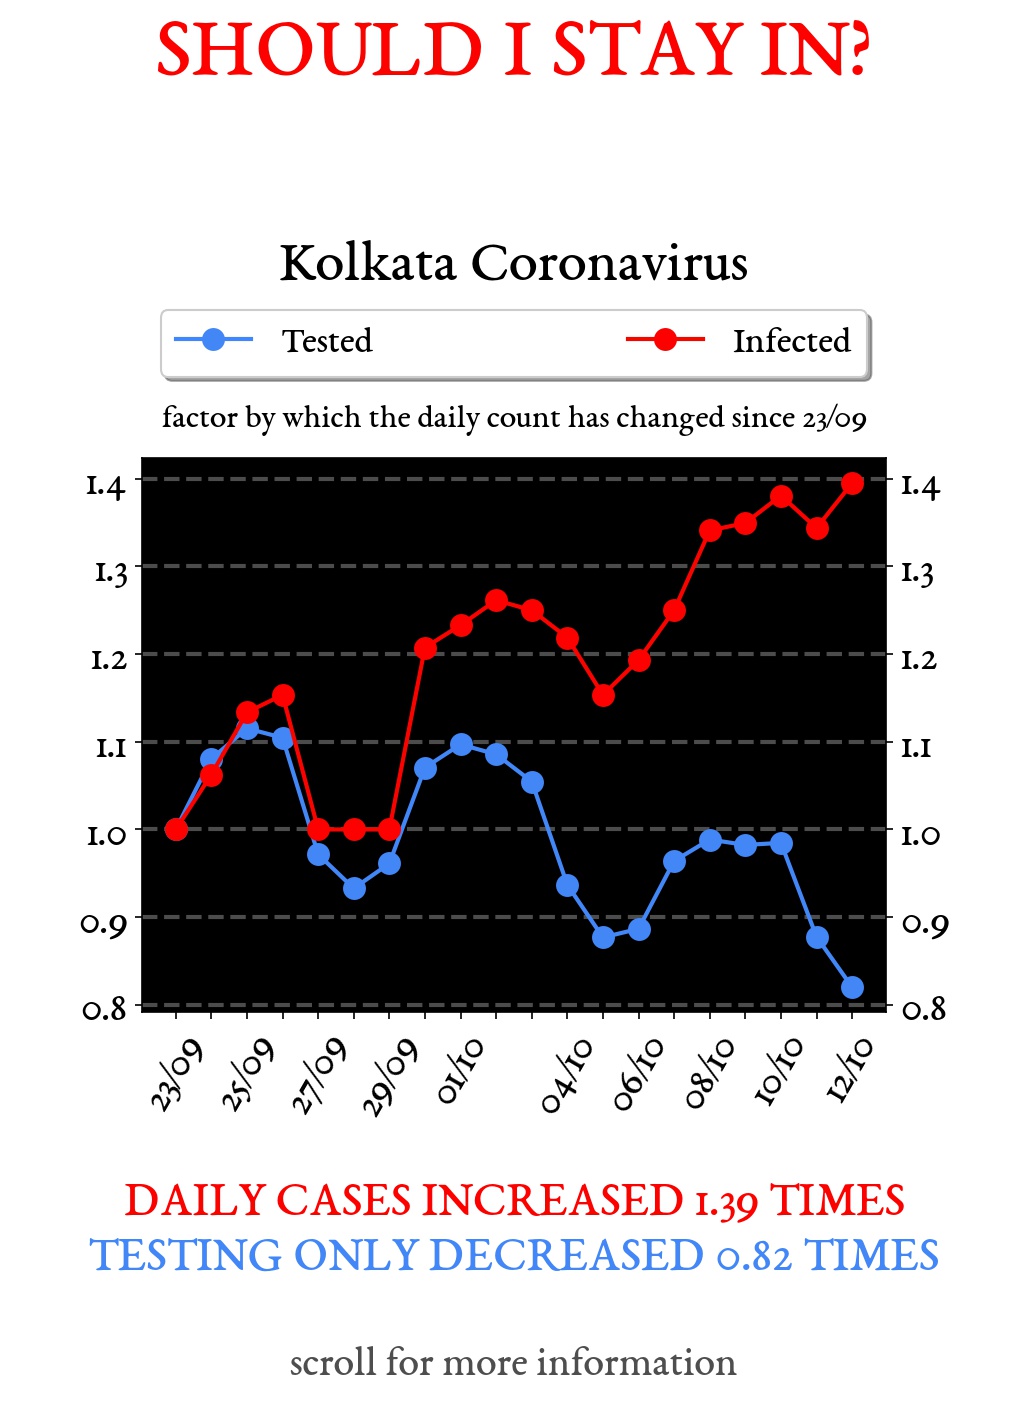 SHOULD I STAY IN?
Kolkata Coronavirus
Tested Infected
factor by which the daily count has changed since 23/09
1.4 1.4
1.3 1.3
1.2 1.2
1.1 1.1
1.0 1.0
0.9 0.9
0.8 0.8
23/09 25/09 27/09 29/09 01/10 04/10 06/10 08/10 10/10 12/10
DAILY CASES INCREASED 1.39 TIMES
TESTING ONLY DECREASED 0.82 TIMES
scroll for more information